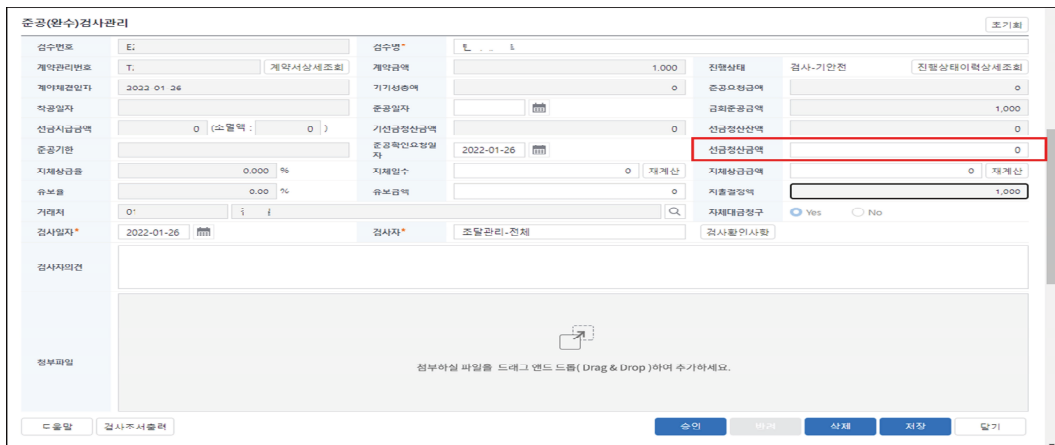 준공(완수)검사관리 초기화
검수번호 E 검수명*
계약관리번호 T. 계약서상세조회 계약금액 1,000 진행상태 검사-기안전 진행상태이력상세조회
계약체결일자 2022-01-26 기기성총액 0 준공요청금액 0
착공일자 준공일자 금회준공금액 1,000
선금지급금액 0 (소멸액 : 0 ) 기선금정산금액 0 선금정산잔액 0
준공기한 준공확인요청일자 2022-01-26 선금정산금액 0
지체상금율 0.000 % 지체일수 0 재계산 지체상금금액 0 재계산
유보율 0.00 % 유보금액 0 지출결정액 1,000
거래처 0 자체대금청구 Yes No
검사일자* 2022-01-26 검사자* 조달관리-전체 검사확인사항
검사자의견
첨부파일
첨부하실 파일을 드래그 앤드 드롭( Drag & Drop )하여 추가하세요.
도움말 검사조서출력 승인 반려 삭제 저장 닫기